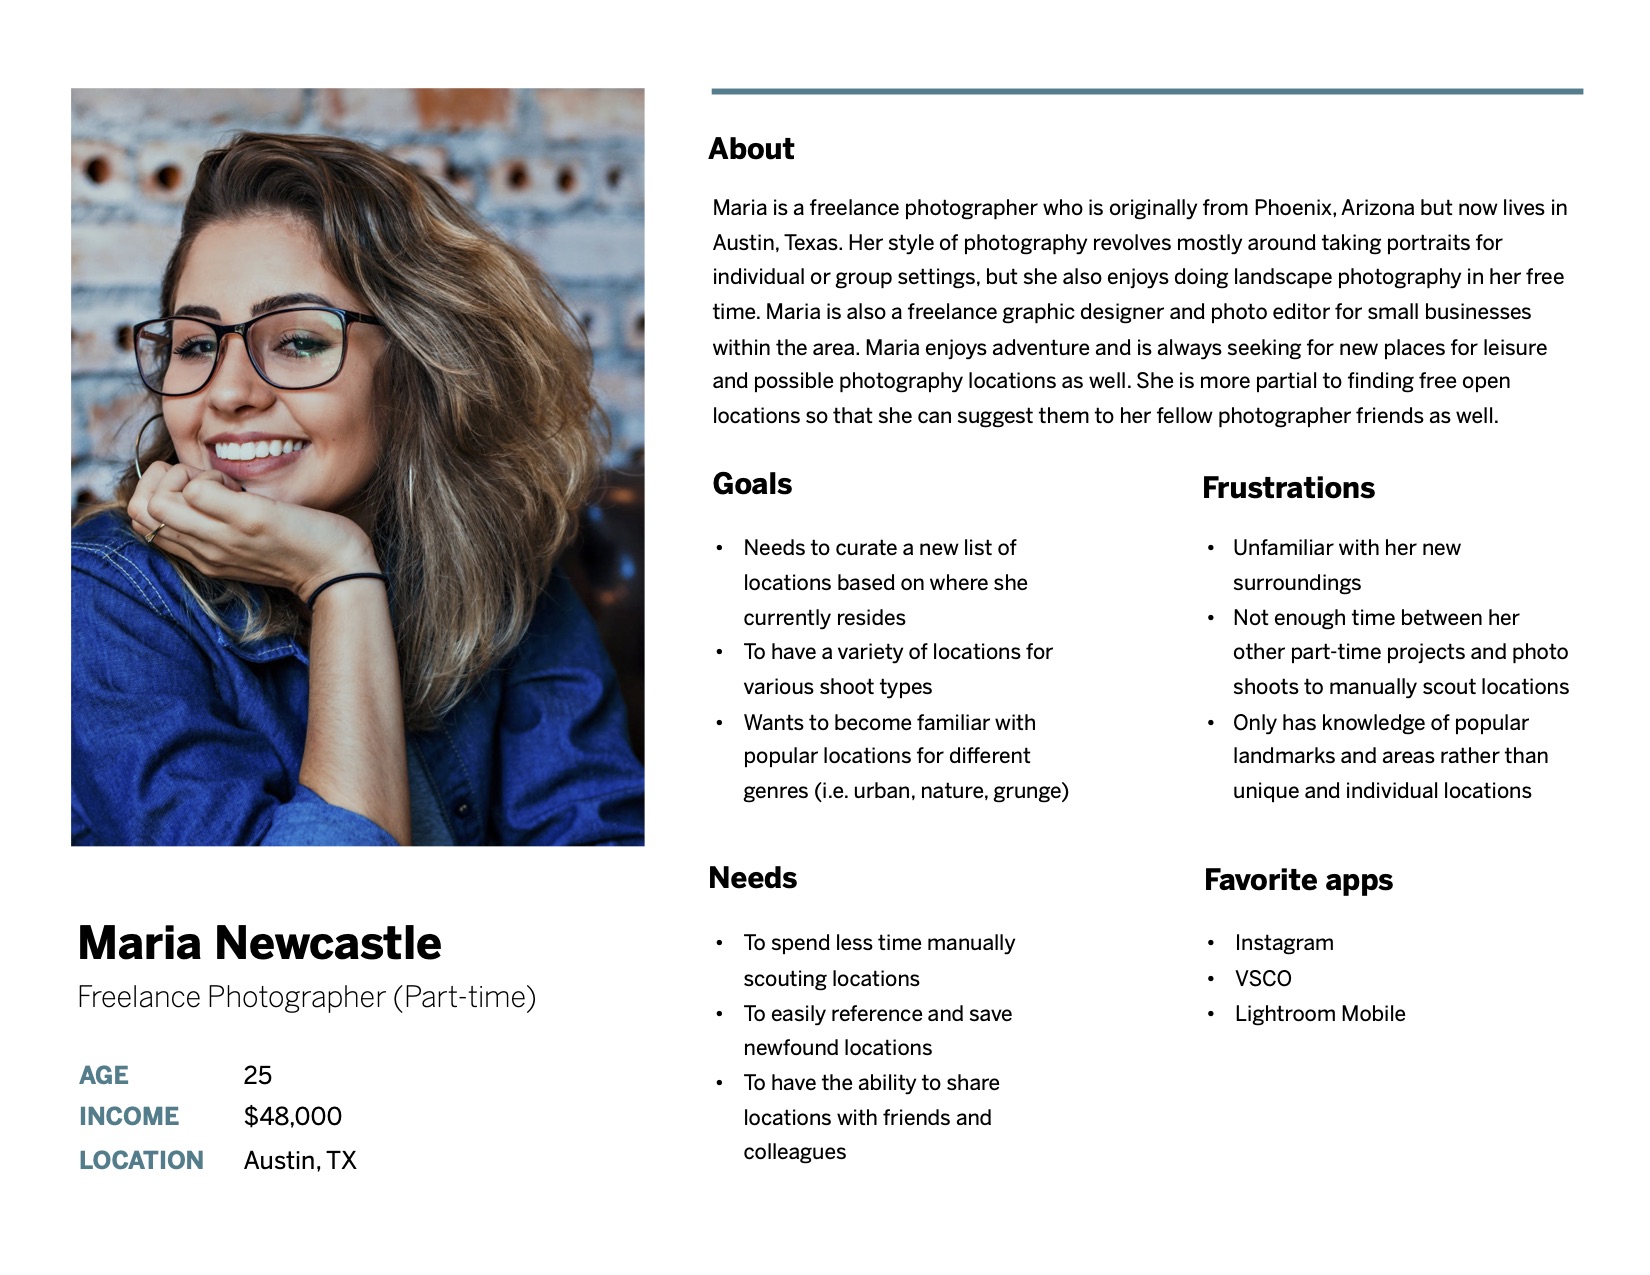 About
Maria is a freelance photographer who is originally from Phoenix, Arizona but now lives in
Austin, Texas. Her style of photography revolves mostly around taking portraits for
individual or group settings, but she also enjoys doing landscape photography in her free
time. Maria is also a freelance graphic designer and photo editor for small businesses
within the area. Maria enjoys adventure and is always seeking for new places for leisure
and possible photography locations as well. She is more partial to finding free open
locations so that she can suggest them to her fellow photographer friends as well.
Goals
• Needs to curate a new list of
locations based on where she
currently resides
• To have a variety of locations for
various shoot types
• Wants to become familiar with
popular locations for different
genres (i.e. urban, nature, grunge)
Frustrations
• Unfamiliar with her new
surroundings
• Not enough time between her
other part-time projects and photo
shoots to manually scout locations
• Only has knowledge of popular
landmarks and areas rather than
unique and individual locations
Needs
• To spend less time manually
scouting locations
• To easily reference and save
newfound locations
• To have the ability to share
locations with friends and
colleagues
Favorite apps
• Instagram
• VSCO
• Lightroom Mobile
Maria Newcastle
Freelance Photographer (Part-time)
AGE 25
INCOME $48,000
LOCATION Austin, TX